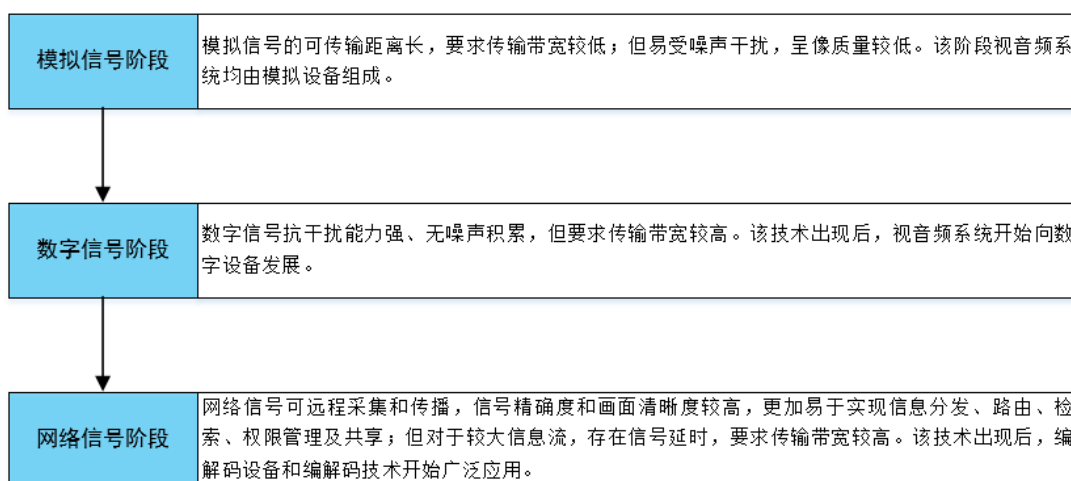 模拟信号阶段
模拟信号的可传输距离长，要求传输带宽较低；但易受噪声干扰，呈像质量较低。该阶段视音频系
统均由模拟设备组成。
数字信号阶段
数字信号抗干扰能力强、无噪声积累，但要求传输带宽较高。该技术出现后，视音频系统开始向数
字设备发展。
网络信号阶段
网络信号可远程采集和传播，信号精确度和画面清晰度较高，更加易于实现信息分发、路由、检
索、权限管理及共享；但对于较大信息流，存在信号延时，要求传输带宽较高。该技术出现后，编
解码设备和编解码技术开始广泛应用。